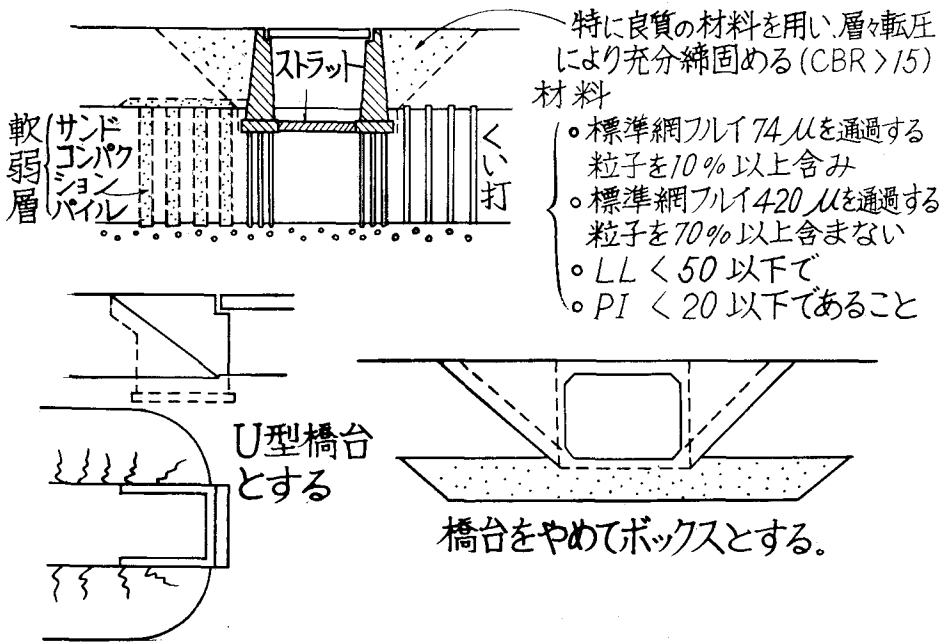 特に良質の材料を用い、層々転圧
により充分締固める(CBR>15)
ストラット
材料
軟弱層
サンド
コンパク
ション
パイル
くい打
◦標準網フルイ74μを通過する
粒子を10%以上含み
◦標準網フルイ420μを通過する
粒子を70%以上含まない
◦LL<50以下で
◦PI<20以下であること
U型橋台
とする
橋台をやめてボックスとする。